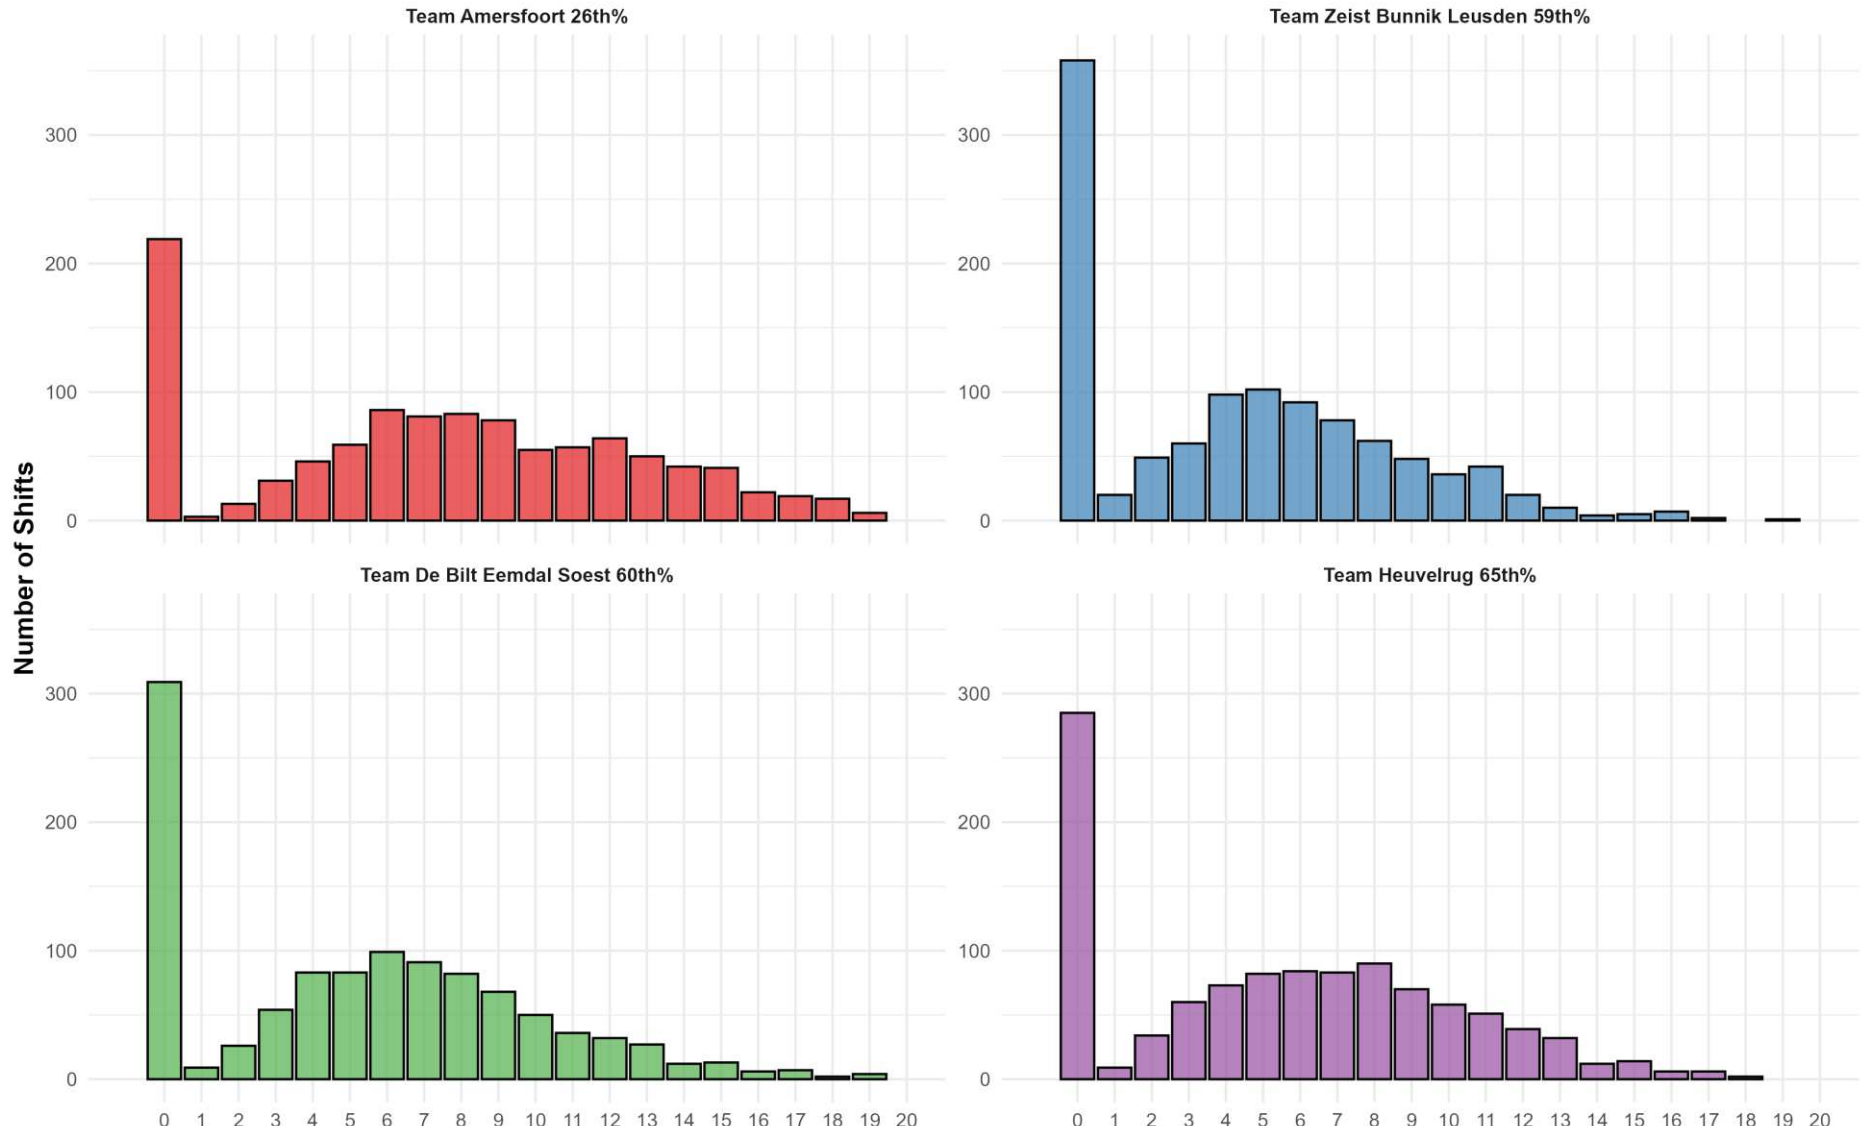 Team Amersfoort 26th%
Team Zeist Bunnik Leusden 59th%
300
200
100
0
300
200
100
0
Number of Shifts
Team De Bilt Eemdal Soest 60th%
Team Heuvelrug 65th%
300
200
100
0
300
200
100
0
0 1 2 3 4 5 6 7 8 9 10 11 12 13 14 15 16 17 18 19 20
0 1 2 3 4 5 6 7 8 9 10 11 12 13 14 15 16 17 18 19 20